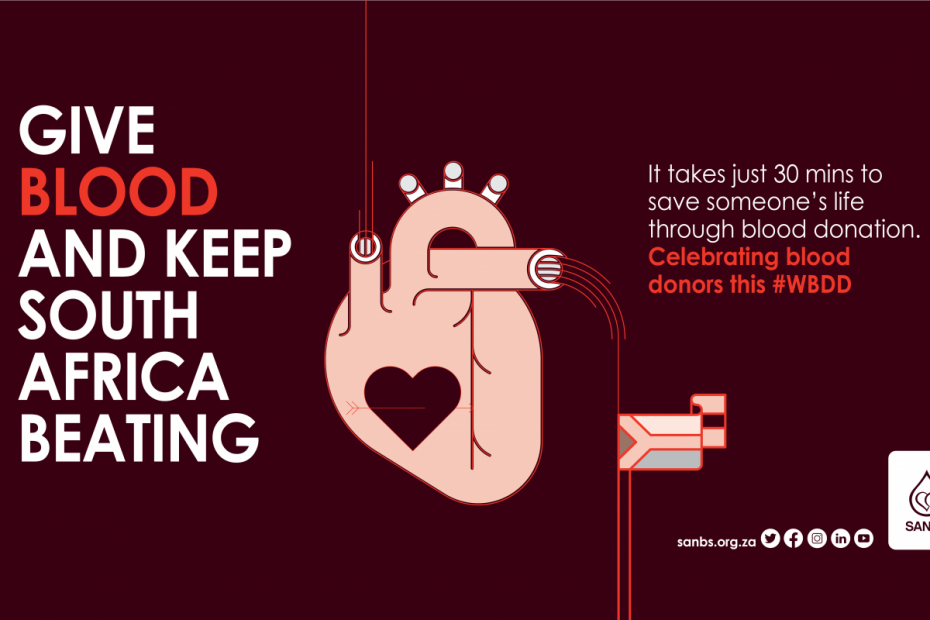 GIVE
BLOOD
AND KEEP
SOUTH
AFRICA
BEATING
It takes just 30 mins to
save someone's life
through blood donation.
Celebrating blood
donors this #WBDD
sanbs.org.za